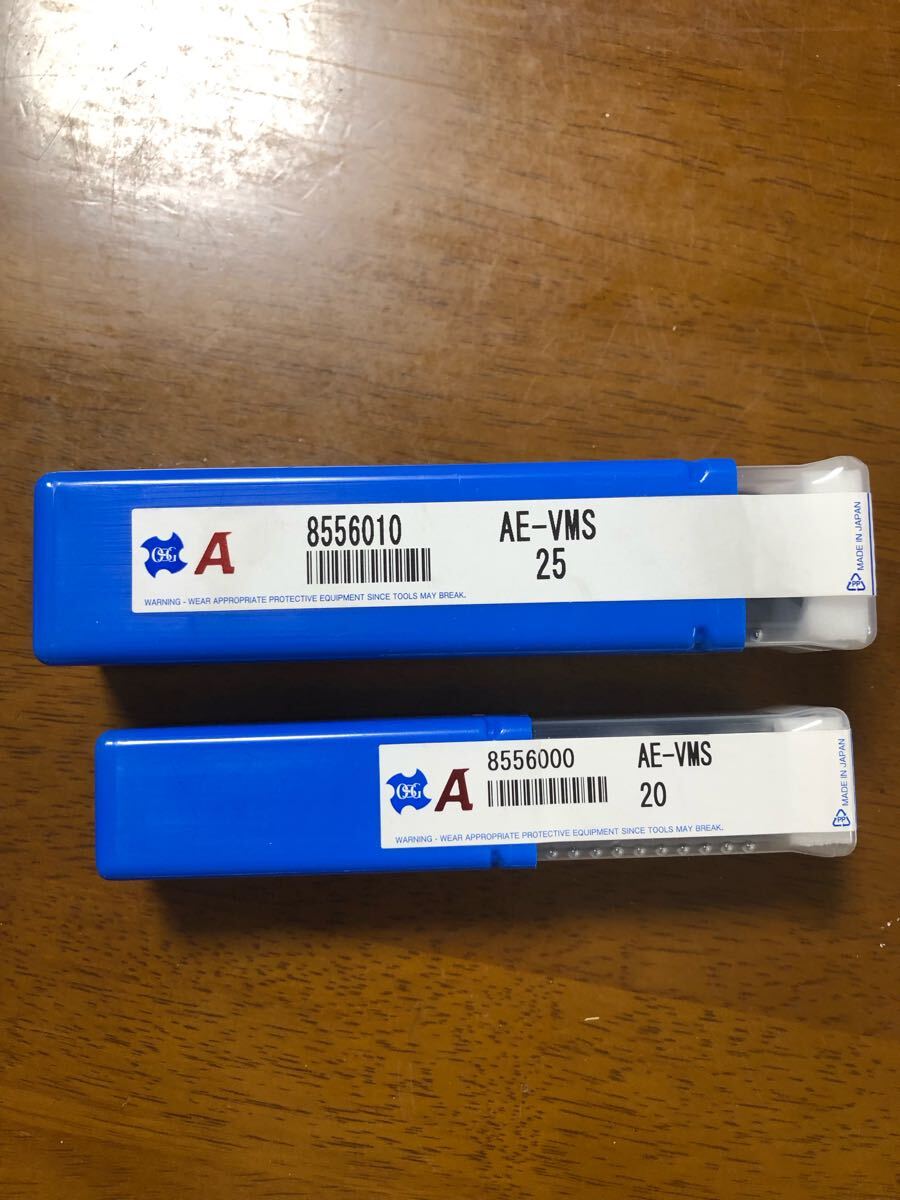 OSG A 8556010 AE-VMS
25
WARNING - WEAR APPROPRIATE PROTECTIVE EQUIPMENT SINCE TOOLS MAY BREAK.
PP MADE IN JAPAN
OSG A 8556000 AE-VMS
20
WARNING - WEAR APPROPRIATE PROTECTIVE EQUIPMENT SINCE TOOLS MAY BREAK.
PP MADE IN JAPAN